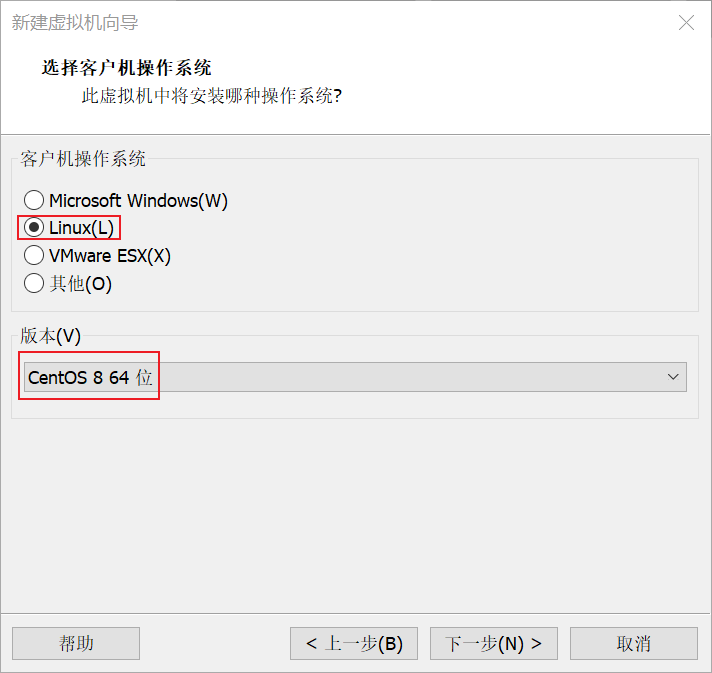 新建虚拟机向导
选择客户机操作系统
此虚拟机中将安装哪种操作系统?
客户机操作系统
Microsoft Windows(W)
Linux(L)
VMware ESX(X)
其他(O)
版本(V)
CentOS 8 64 位
帮助
< 上一步(B)
下一步(N) >
取消